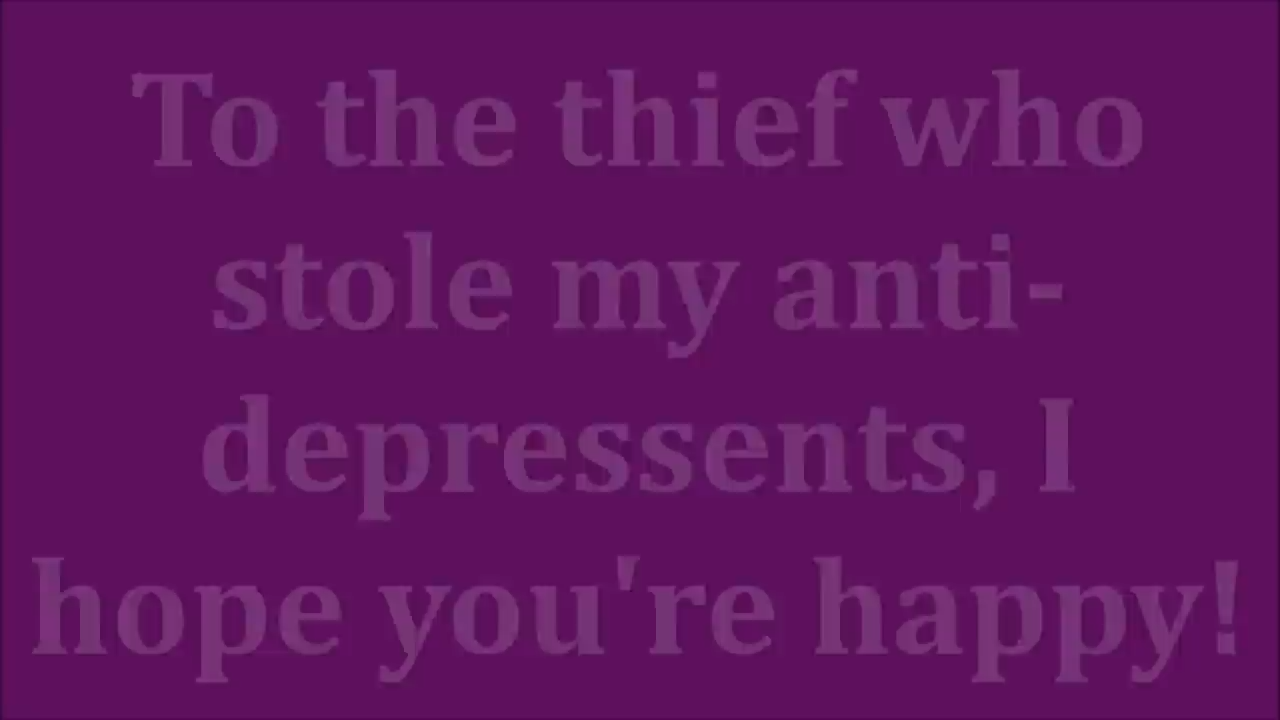 To the thief who
stole my anti-
depressents, I
hope you're happy!